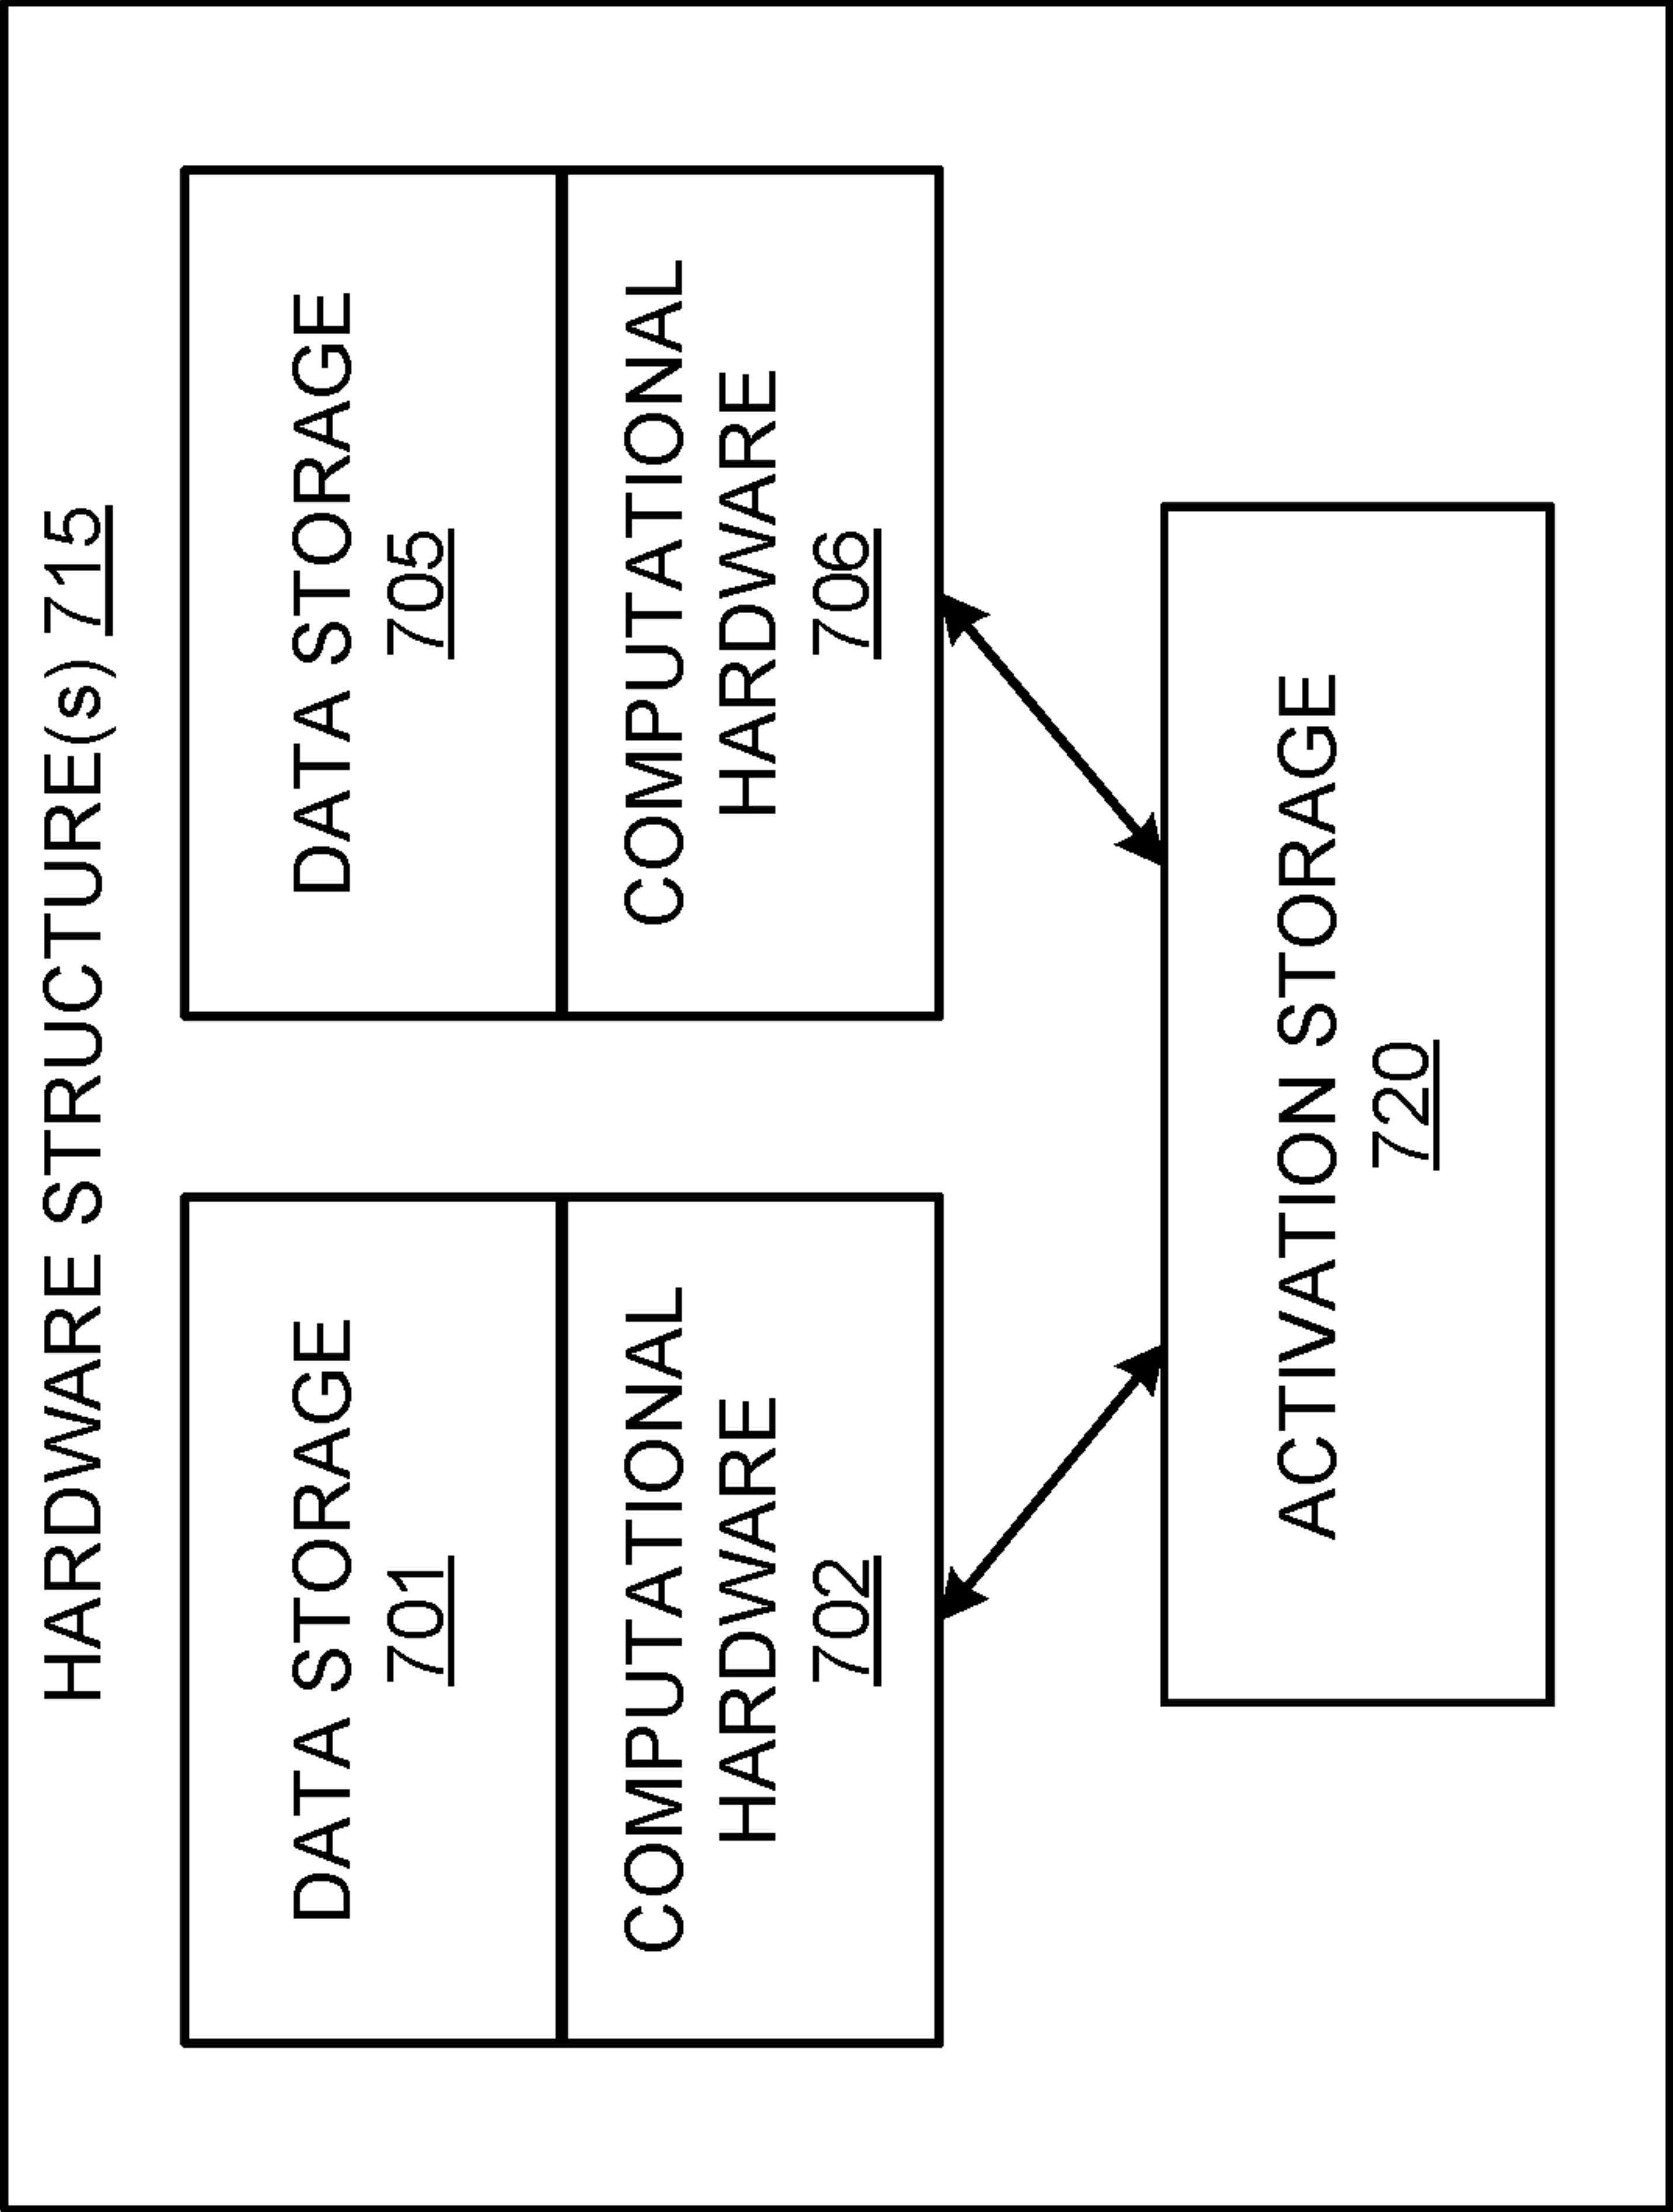 HARDWARE STRUCTURE(s) 715
DATA STORAGE
701
COMPUTATIONAL
HARDWARE
702
DATA STORAGE
705
COMPUTATIONAL
HARDWARE
706
ACTIVATION STORAGE
720